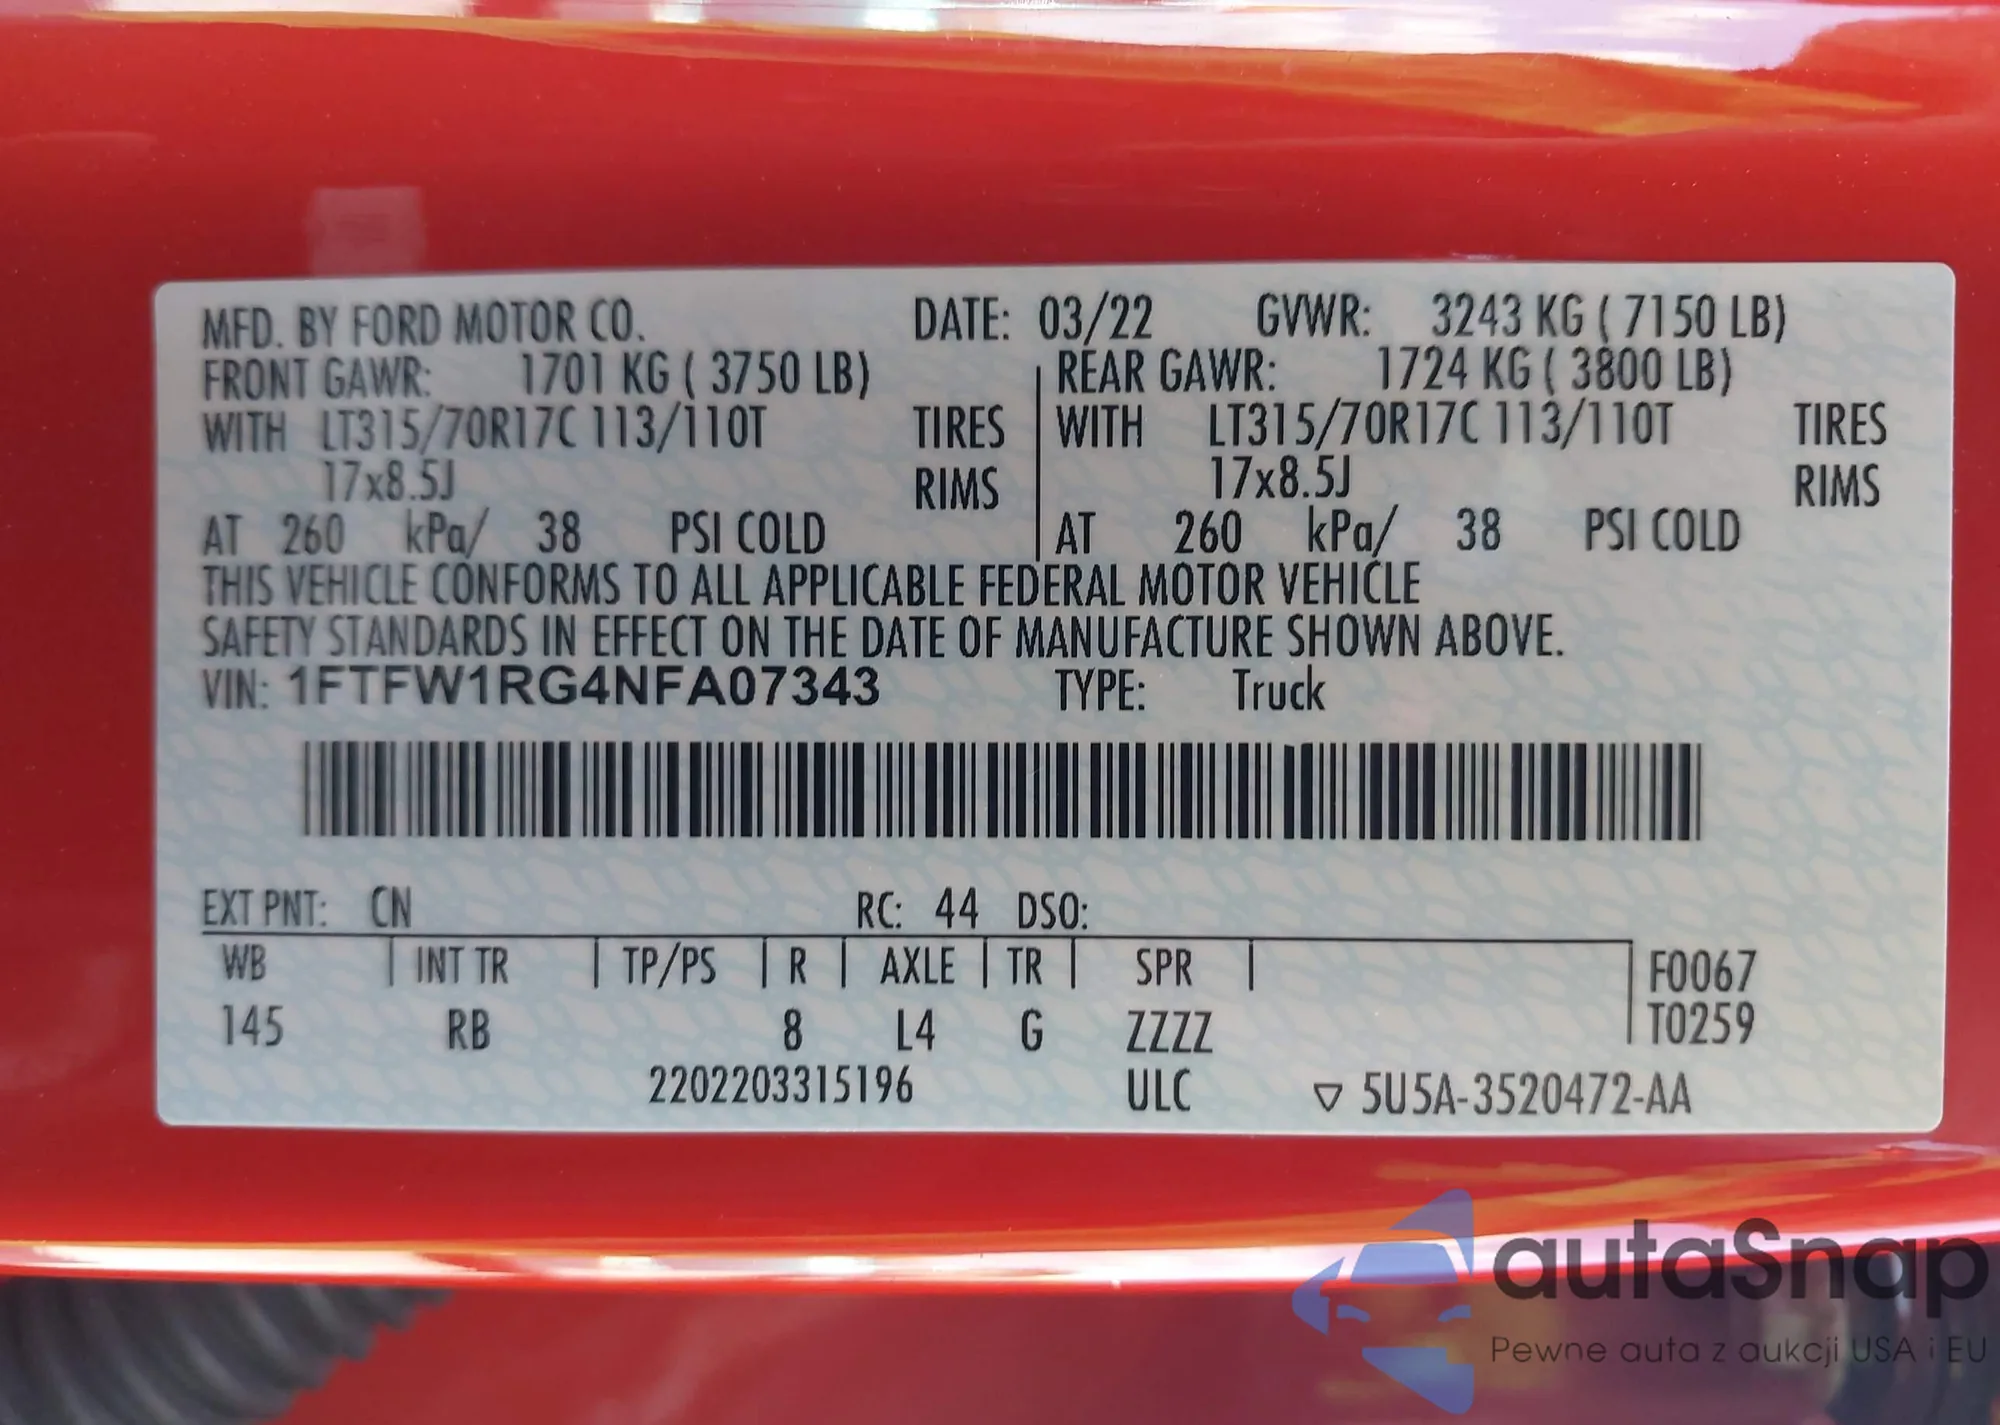 MFD. BY FORD MOTOR CO. DATE: 03/22 GVWR: 3243 KG ( 7150 LB)
FRONT GAWR: 1701 KG ( 3750 LB) REAR GAWR: 1724 KG ( 3800 LB)
WITH LT315/70R17C 113/110T TIRES WITH LT315/70R17C 113/110T TIRES
17x8.5J RIMS 17x8.5J RIMS
AT 260 kPa/ 38 PSI COLD AT 260 kPa/ 38 PSI COLD
THIS VEHICLE CONFORMS TO ALL APPLICABLE FEDERAL MOTOR VEHICLE
SAFETY STANDARDS IN EFFECT ON THE DATE OF MANUFACTURE SHOWN ABOVE.
VIN: 1FTFW1RG4NFA07343 TYPE: Truck
EXT PNT: CN RC: 44 DSO:
WB INT TR TP/PS R AXLE TR SPR F0067
145 RB 8 L4 G ZZZZ T0259
2202203315196 ULC ▽ 5U5A-3520472-AA
autaSnap
Pewne auta z aukcji USA i EU